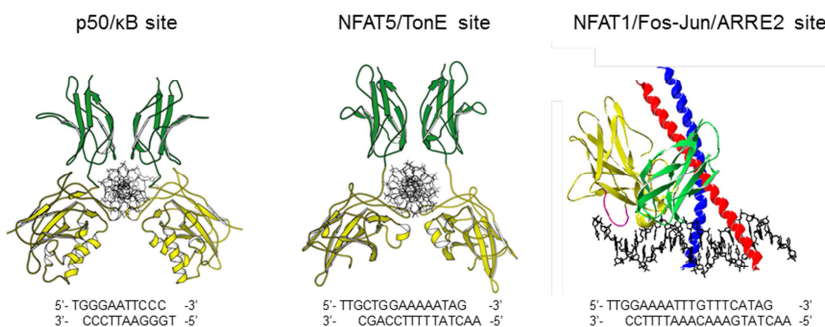 p50/κB site
NFAT5/TonE site
NFAT1/Fos-Jun/ARRE2 site
5'- TGGGAATTCCC -3'
3'- CCCTTAAGGGT -5'
5'- TTGCTGGAAAAATAG -3'
3'- CGACCTTTTTATCAA -5'
5'- TTGGAAAATTTGTTTCATAG -3'
3'- CCTTTTAAACAAAGTATCAA -5'